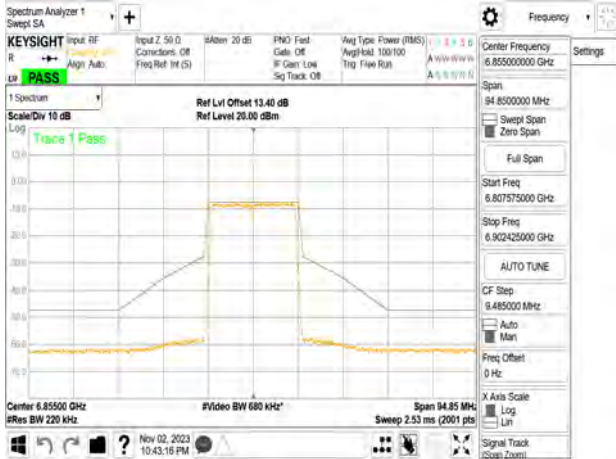 Spectrum Analyzer 1
Swept SA
+
Frequency
KEYSIGHT
Input: RF
Align: Auto
Input Z: 50 Ω
Corrections: Off
Freq Ref: Int (S)
#Atten: 20 dB
PNO: Fast
Gate: Off
IF Gain: Low
Sig Track: Off
Avg Type: Power (RMS)
Avg|Hold: 100/100
Trig: Free Run
R
LW
PASS
Center Frequency
6.855000000 GHz
Settings
1 Spectrum
Scale/Div 10 dB
Ref Lvl Offset 13.40 dB
Ref Level 20.00 dBm
Span
94.8500000 MHz
Swept Span
Zero Span
Log
Trace 1 Pass
Full Span
Start Freq
6.807575000 GHz
Stop Freq
6.902425000 GHz
AUTO TUNE
CF Step
9.485000 MHz
Auto
Man
Freq Offset
0 Hz
X Axis Scale
Log
Lin
Center 6.85500 GHz
#Video BW 680 kHz*
Span 94.85 MHz
#Res BW 220 kHz
Sweep 2.53 ms (2001 pts
?
Nov 02, 2023
10:43:16 PM
Signal Track
(Span Zoom)